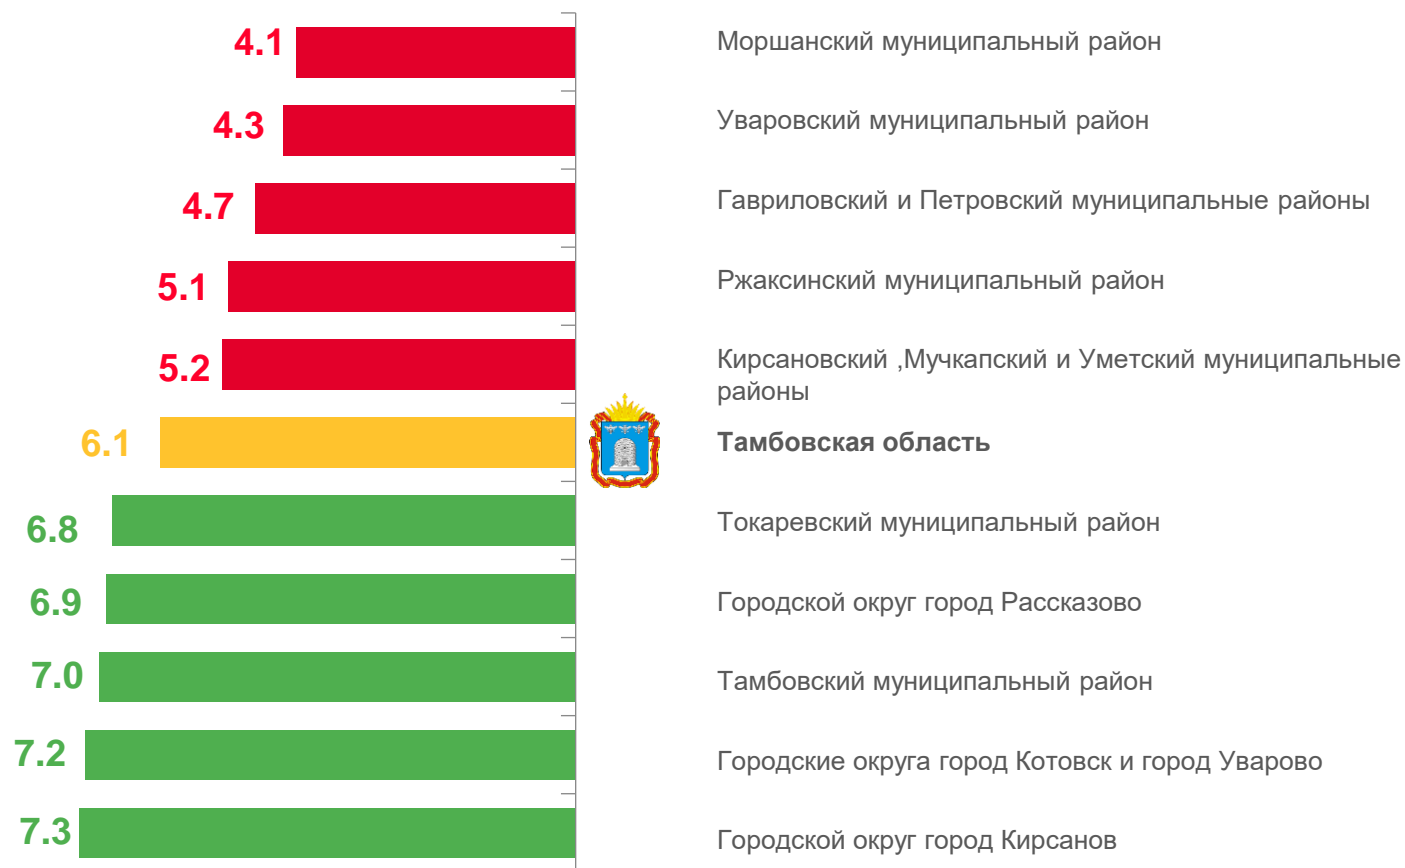 4.1 Моршанский муниципальный район
4.3 Уваровский муниципальный район
4.7 Гавриловский и Петровский муниципальные районы
5.1 Ржаксинский муниципальный район
5.2 Кирсановский ,Мучкапский и Уметский муниципальные
районы
6.1 Тамбовская область
6.8 Токаревский муниципальный район
6.9 Городской округ город Рассказово
7.0 Тамбовский муниципальный район
7.2 Городские округа город Котовск и город Уварово
7.3 Городской округ город Кирсанов